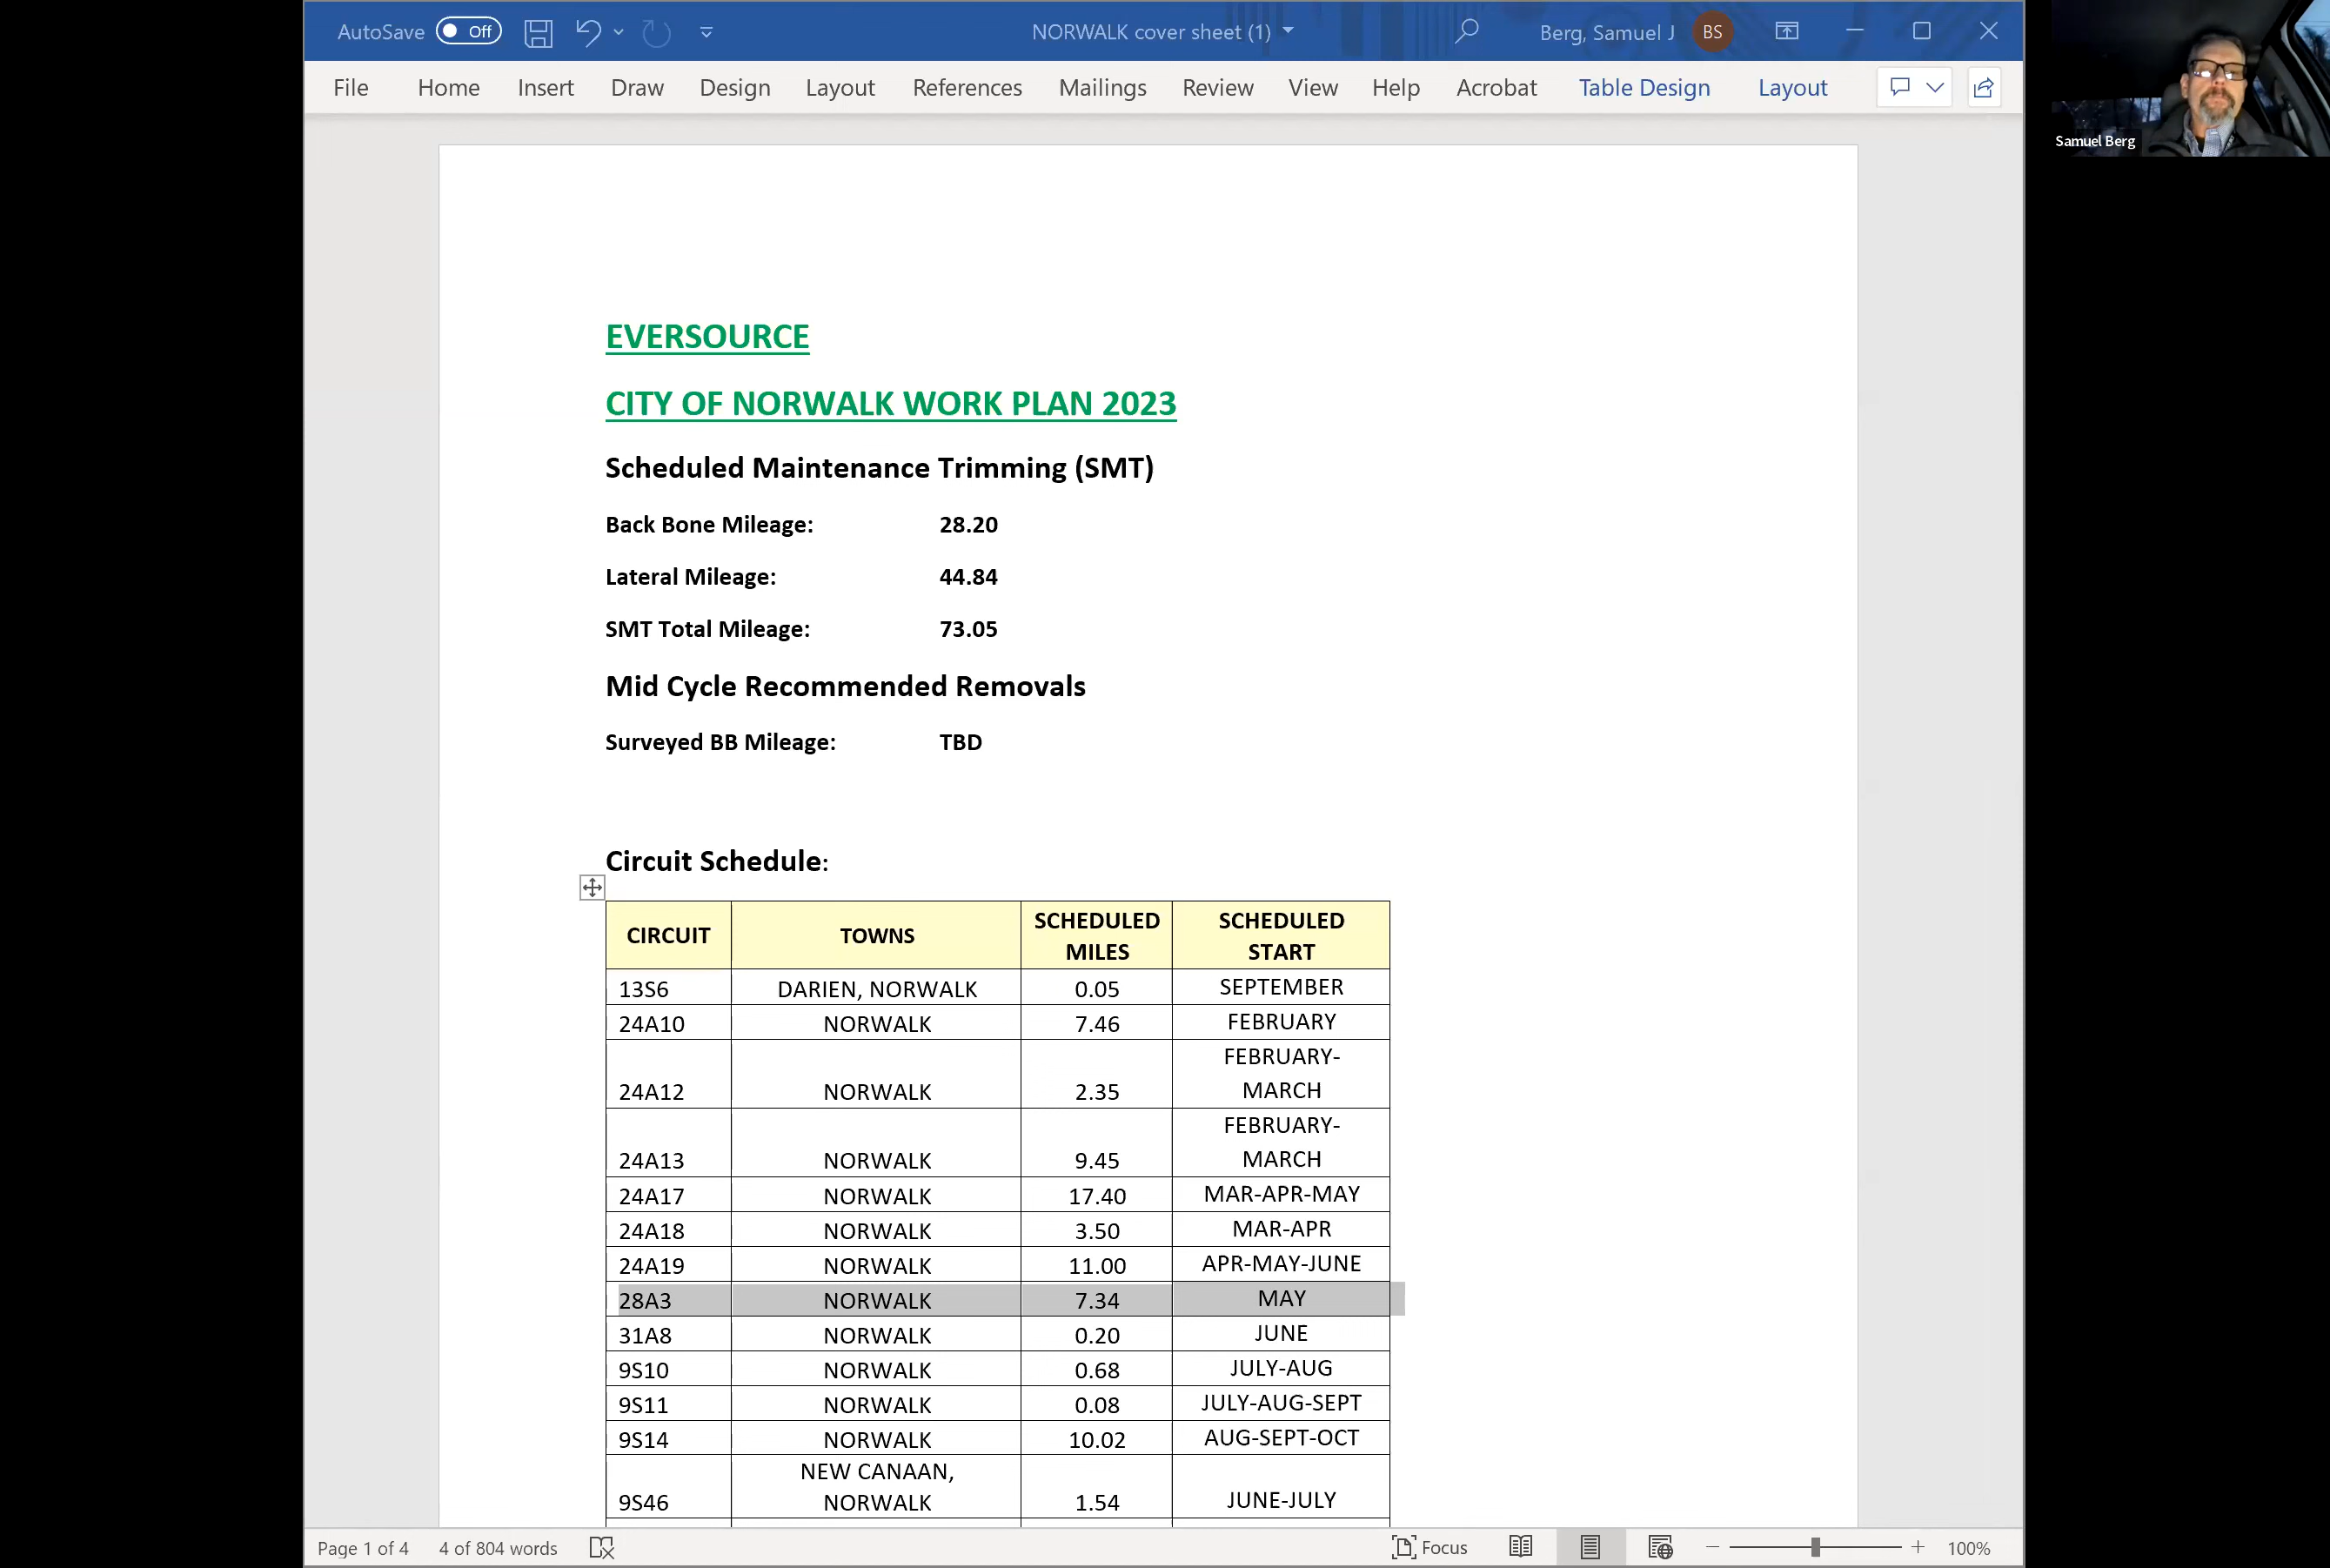 AutoSave Off
NORWALK cover sheet (1)
Berg, Samuel J BS
File Home Insert Draw Design Layout References Mailings Review View Help Acrobat Table Design Layout
Samuel Berg
EVERSOURCE
CITY OF NORWALK WORK PLAN 2023
Scheduled Maintenance Trimming (SMT)
Back Bone Mileage: 28.20
Lateral Mileage: 44.84
SMT Total Mileage: 73.05
Mid Cycle Recommended Removals
Surveyed BB Mileage: TBD
Circuit Schedule:
CIRCUIT TOWNS SCHEDULED MILES SCHEDULED START
13S6 DARIEN, NORWALK 0.05 SEPTEMBER
24A10 NORWALK 7.46 FEBRUARY
24A12 NORWALK 2.35 FEBRUARY-MARCH
24A13 NORWALK 9.45 FEBRUARY-MARCH
24A17 NORWALK 17.40 MAR-APR-MAY
24A18 NORWALK 3.50 MAR-APR
24A19 NORWALK 11.00 APR-MAY-JUNE
28A3 NORWALK 7.34 MAY
31A8 NORWALK 0.20 JUNE
9S10 NORWALK 0.68 JULY-AUG
9S11 NORWALK 0.08 JULY-AUG-SEPT
9S14 NORWALK 10.02 AUG-SEPT-OCT
9S46 NEW CANAAN, NORWALK 1.54 JUNE-JULY
Page 1 of 4 4 of 804 words Focus 100%